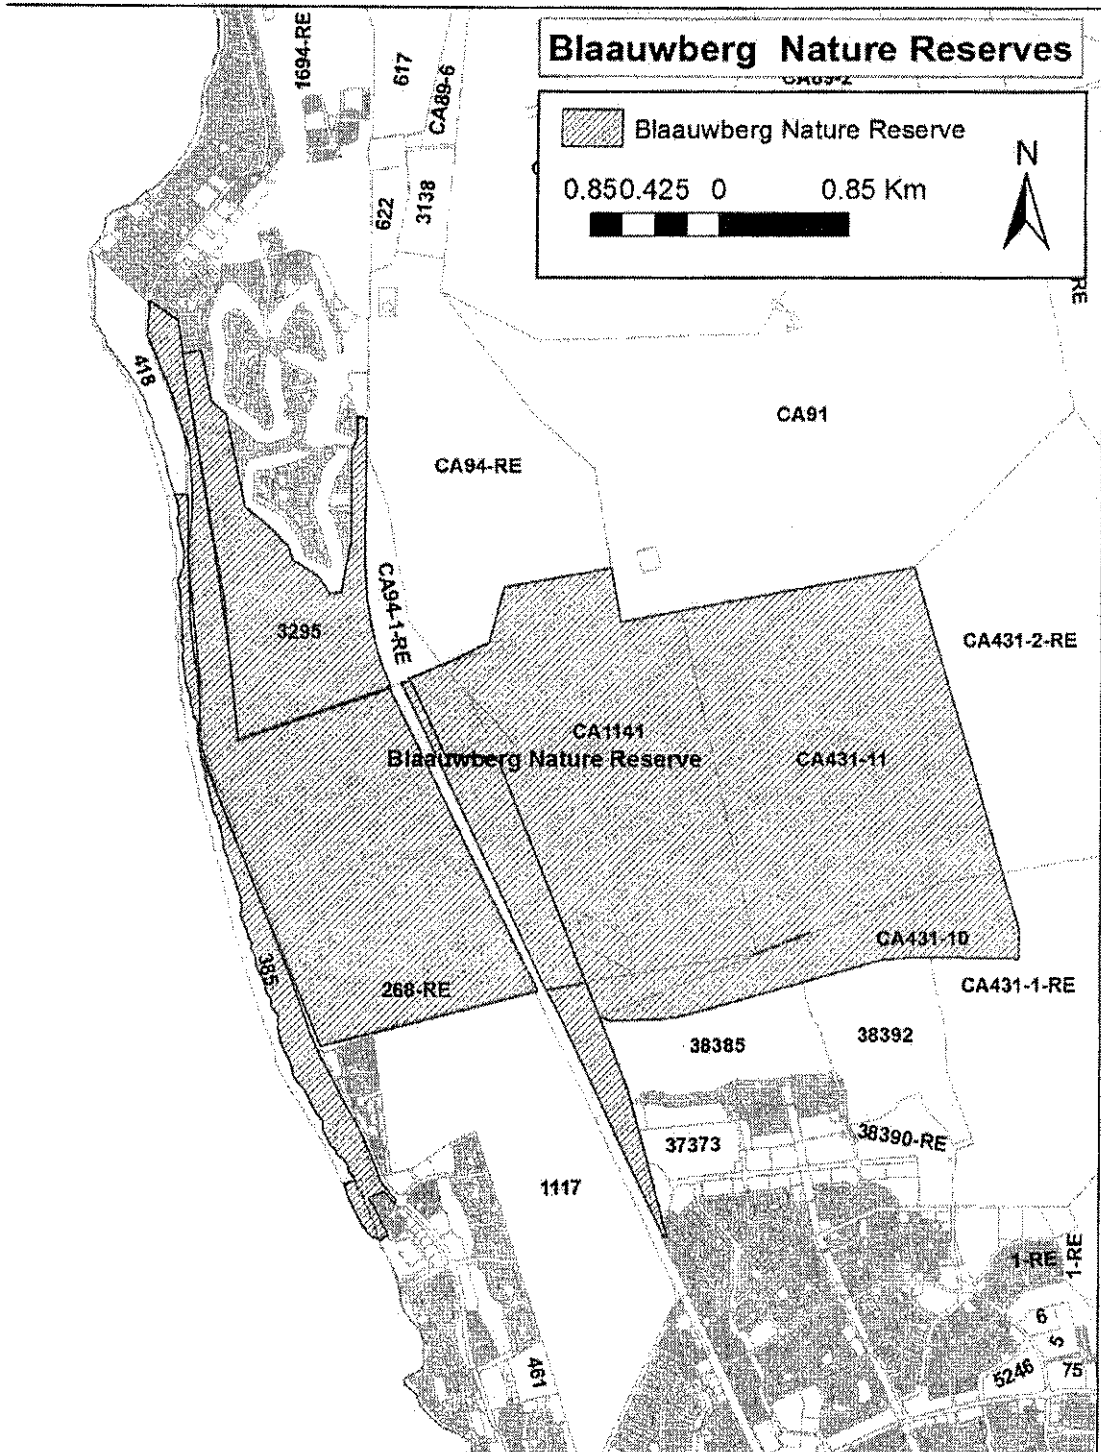 Blaauwberg Nature Reserves
Blaauwberg Nature Reserve
N
0.850.425 0 0.85 Km
1694-RE
617
CA89-6
CA89-2
622
3138
RE
418
CA91
CA94-RE
CA94-1-RE
3295
CA431-2-RE
CA1141
Blaauwberg Nature Reserve
CA431-11
CA431-10
385
268-RE
CA431-1-RE
38385
38392
37373
38390-RE
1117
1-RE
1-RE
6
5
461
5246
75